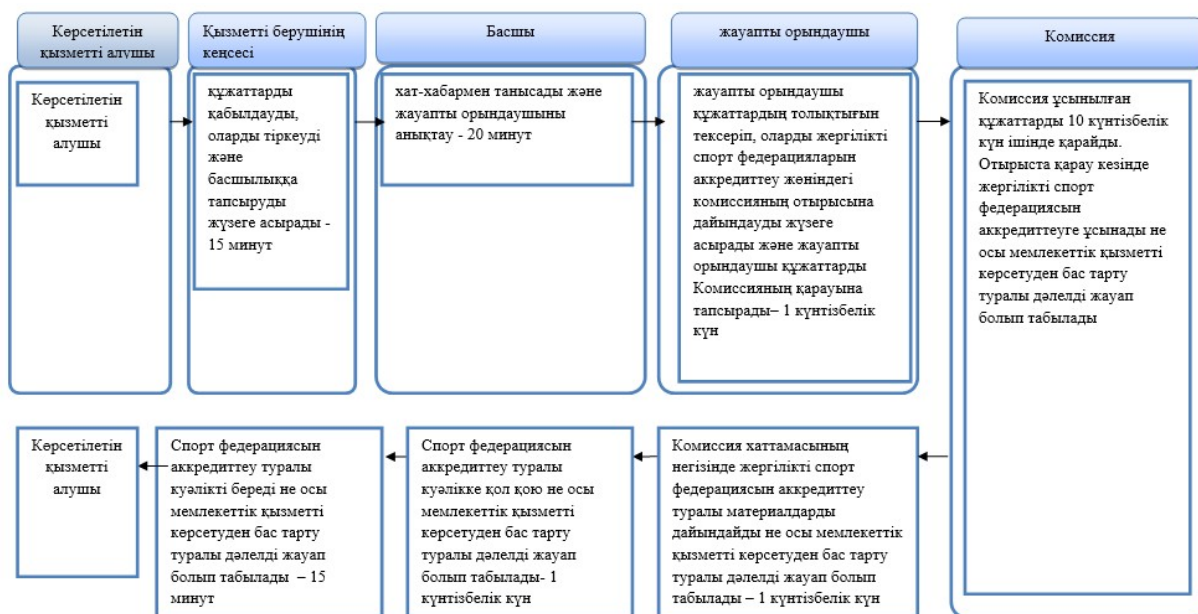 Көрсетілетін
қызметті алушы
Қызметті берушінің
кеңсесі
Басшы
жауапты орындаушы
Комиссия
Көрсетілетін
қызметті
алушы
құжаттарды
қабылдауды,
оларды тіркеуді
және
басшылыққа
тапсыруды
жүзеге асырады -
15 минут
хат-хабармен танысады және
жауапты орындаушыны
анықтау - 20 минут
жауапты орындаушы
құжаттардың толықтығын
тексеріп, оларды жергілікті
спорт федерацияларын
аккредиттеу жөніндегі
комиссияның отырысына
дайындауды жүзеге
асырады және жауапты
орындаушы құжаттарды
Комиссияның қарауына
тапсырады– 1 күнтізбелік
күн
Комиссия ұсынылған
құжаттарды 10 күнтізбелік
күн ішінде қарайды.
Отырыста қарау кезінде
жергілікті спорт
федерациясын
аккредиттеуге ұсынады не
осы мемлекеттік қызметті
көрсетуден бас тарту
туралы дәлелді жауап
болып табылады
Көрсетілетін
қызметті
алушы
Спорт федерациясын
аккредиттеу туралы
куәлікті береді не осы
мемлекеттік қызметті
көрсетуден бас тарту
туралы дәлелді жауап
болып табылады – 15
минут
Спорт федерациясын
аккредиттеу туралы
куәлікке қол қою не осы
мемлекеттік қызметті
көрсетуден бас тарту
туралы дәлелді жауап
болып табылады- 1
күнтізбелік күн
Комиссия хаттамасының
негізінде жергілікті спорт
федерациясын аккредиттеу
туралы материалдарды
дайындайды не осы мемлекеттік
қызметті көрсетуден бас тарту
туралы дәлелді жауап болып
табылады – 1 күнтізбелік күн